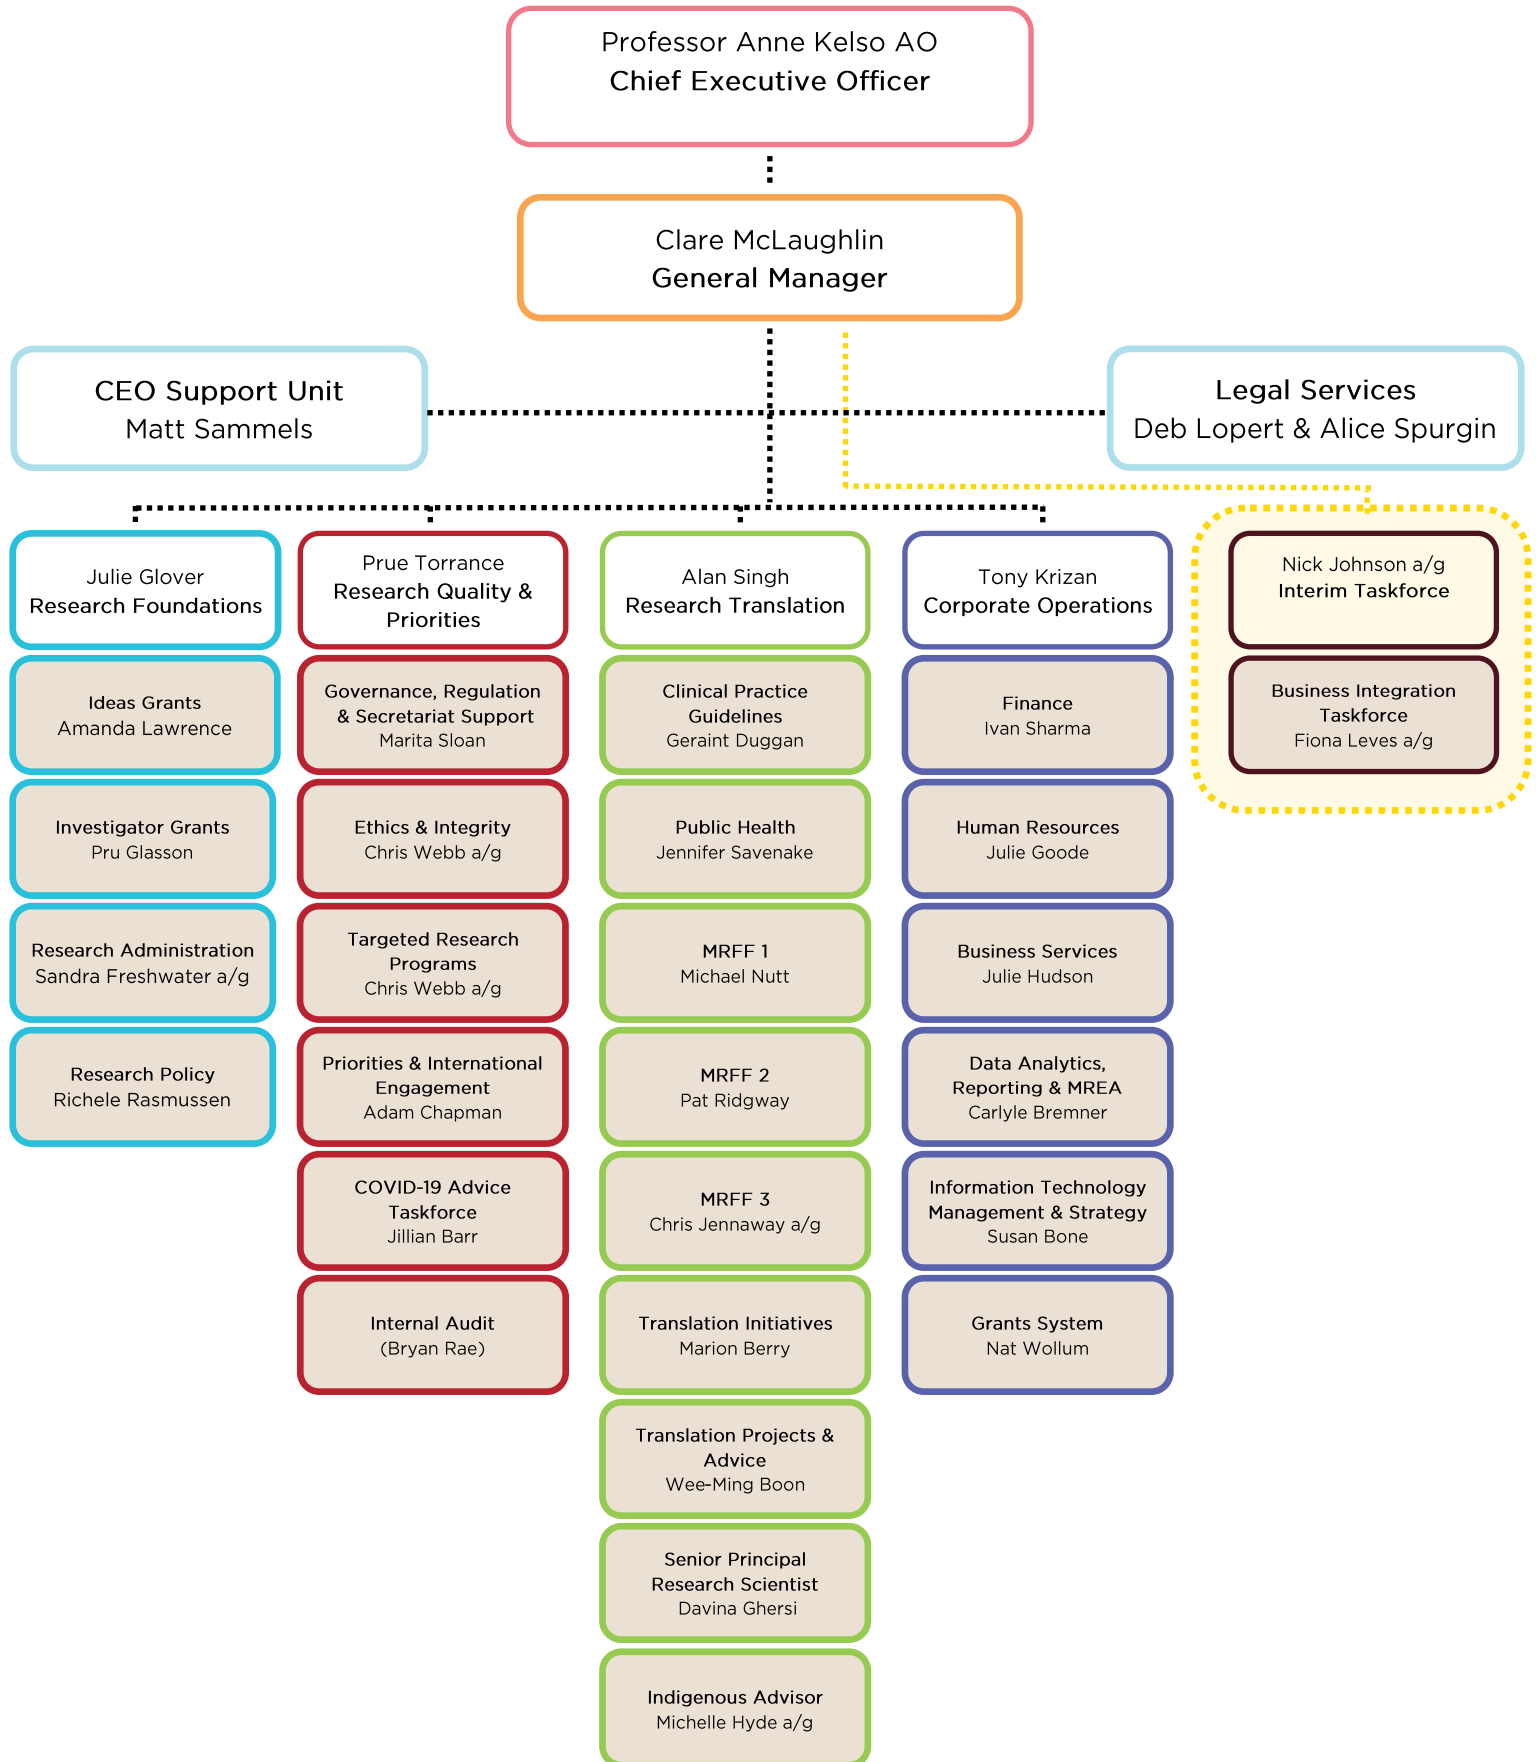 Professor Anne Kelso AO
Chief Executive Officer
Clare McLaughlin
General Manager
CEO Support Unit
Matt Sammels
Legal Services
Deb Lopert & Alice Spurgin
Julie Glover
Research Foundations
Ideas Grants
Amanda Lawrence
Investigator Grants
Pru Glasson
Research Administration
Sandra Freshwater a/g
Research Policy
Richele Rasmussen
Prue Torrance
Research Quality &
Priorities
Governance, Regulation
& Secretariat Support
Marita Sloan
Ethics & Integrity
Chris Webb a/g
Targeted Research
Programs
Chris Webb a/g
Priorities & International
Engagement
Adam Chapman
COVID-19 Advice
Taskforce
Jillian Barr
Internal Audit
(Bryan Rae)
Alan Singh
Research Translation
Clinical Practice
Guidelines
Geraint Duggan
Public Health
Jennifer Savenake
MRFF 1
Michael Nutt
MRFF 2
Pat Ridgway
MRFF 3
Chris Jennaway a/g
Translation Initiatives
Marion Berry
Translation Projects &
Advice
Wee-Ming Boon
Senior Principal
Research Scientist
Davina Ghersi
Indigenous Advisor
Michelle Hyde a/g
Tony Krizan
Corporate Operations
Finance
Ivan Sharma
Human Resources
Julie Goode
Business Services
Julie Hudson
Data Analytics,
Reporting & MREA
Carlyle Bremner
Information Technology
Management & Strategy
Susan Bone
Grants System
Nat Wollum
Nick Johnson a/g
Interim Taskforce
Business Integration
Taskforce
Fiona Leves a/g